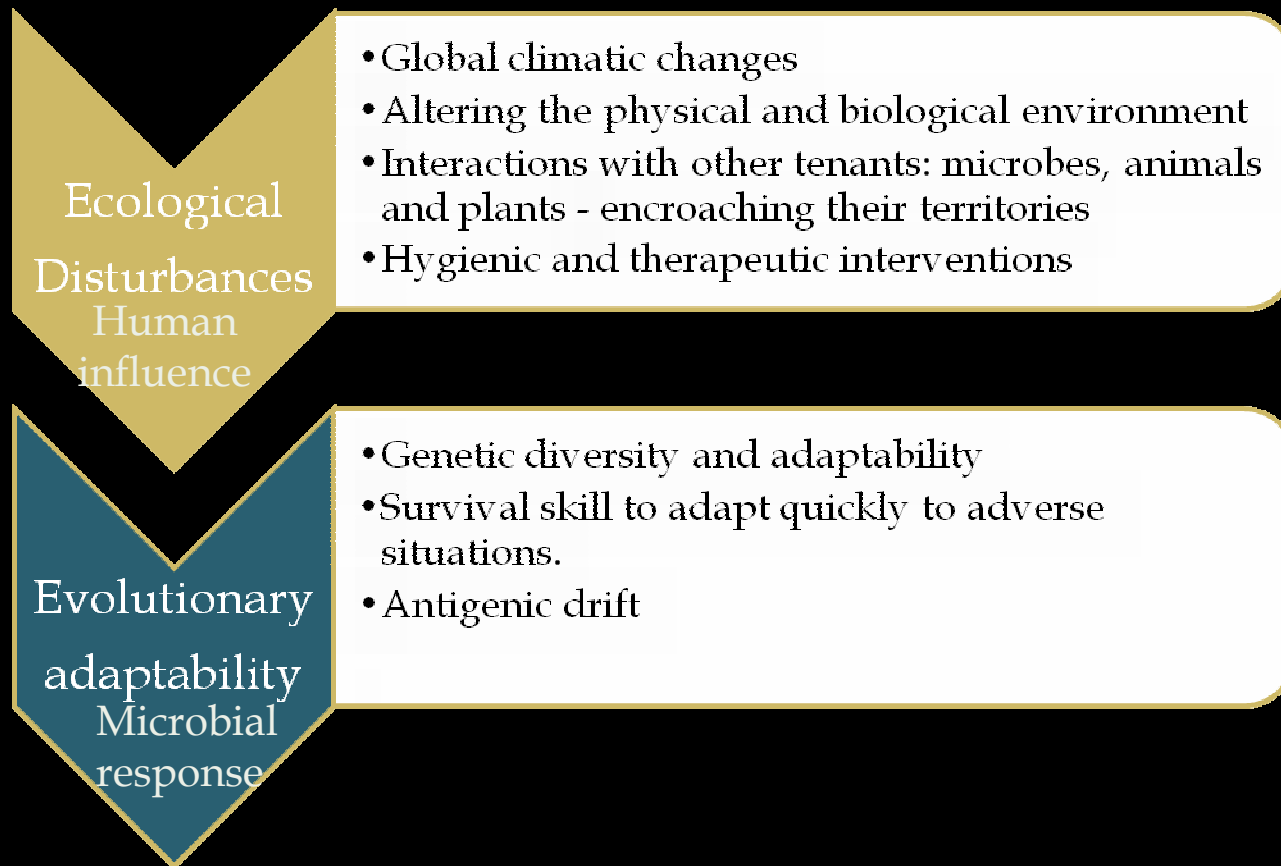 Ecological
Disturbances
Human
influence
•Global climatic changes
•Altering the physical and biological environment
•Interactions with other tenants: microbes, animals
and plants - encroaching their territories
•Hygienic and therapeutic interventions
Evolutionary
adaptability
Microbial
response
•Genetic diversity and adaptability
•Survival skill to adapt quickly to adverse
situations.
•Antigenic drift